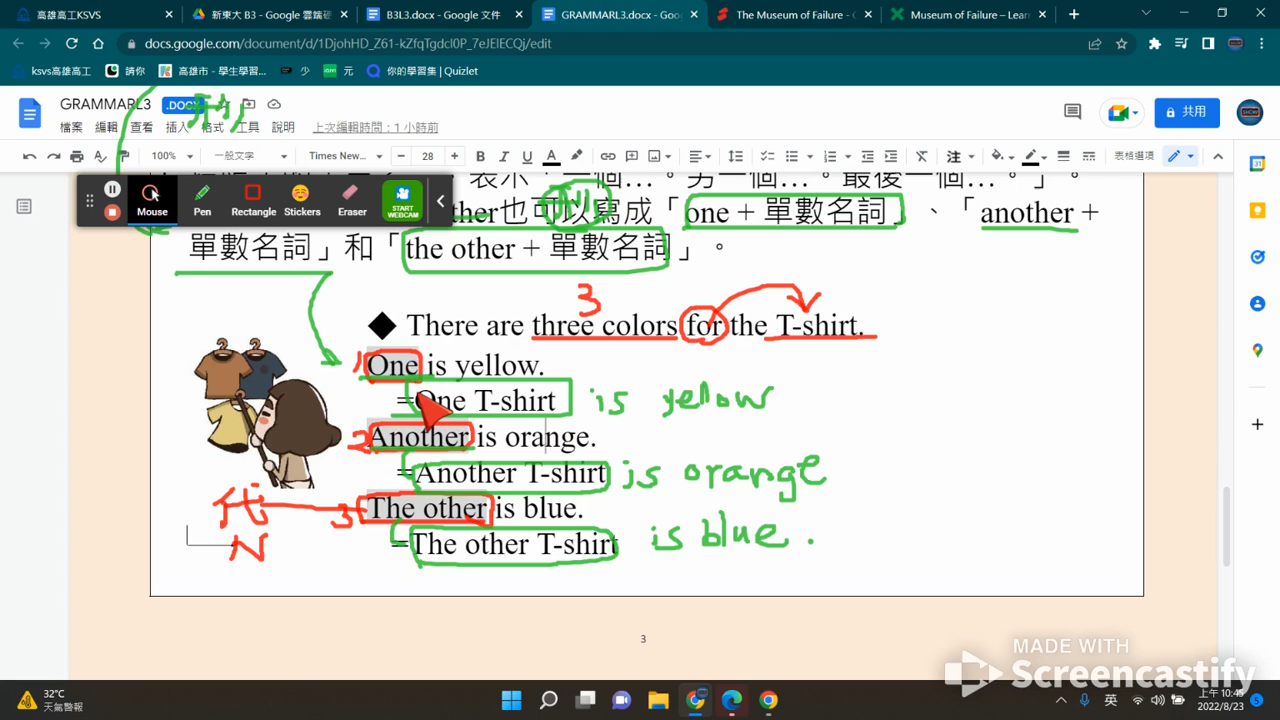 高雄高工KSVS
新東大 B3 - Google 雲端硬
B3L3.docx - Google 文件
GRAMMARL3.docx - Goo
The Museum of Failure -
Museum of Failure – Lear
docs.google.com/document/d/1DjohHD_Z61-kZfqTgdcl0P_7eJElECQj/edit
ksvs高雄高工
請你
高雄市 - 學生學習...
少
元
你的學習集 | Quizlet
GRAMMARL3
.DOCX
檔案 編輯 查看 插入 格式 工具 說明
上次編輯時間：1 小時前
共用
100%
一般文字
Times New...
28
B I U A
注
表格選項
Mouse
Pen
Rectangle
Stickers
Eraser
START WEBCAM
表示「一個…。另一個…。最後一個…。」。
ther也可以寫成「one + 單數名詞」、「another +
單數名詞」和「the other + 單數名詞」。
3
◆ There are three colors for the T-shirt.
1 One is yellow.
=One T-shirt is yellow
2 Another is orange.
=Another T-shirt is orange
代 3 The other is blue.
N =The other T-shirt is blue.
3
MADE WITH
Screencastify
32°C
天氣警報
英
上午 10:45
2022/8/23
5